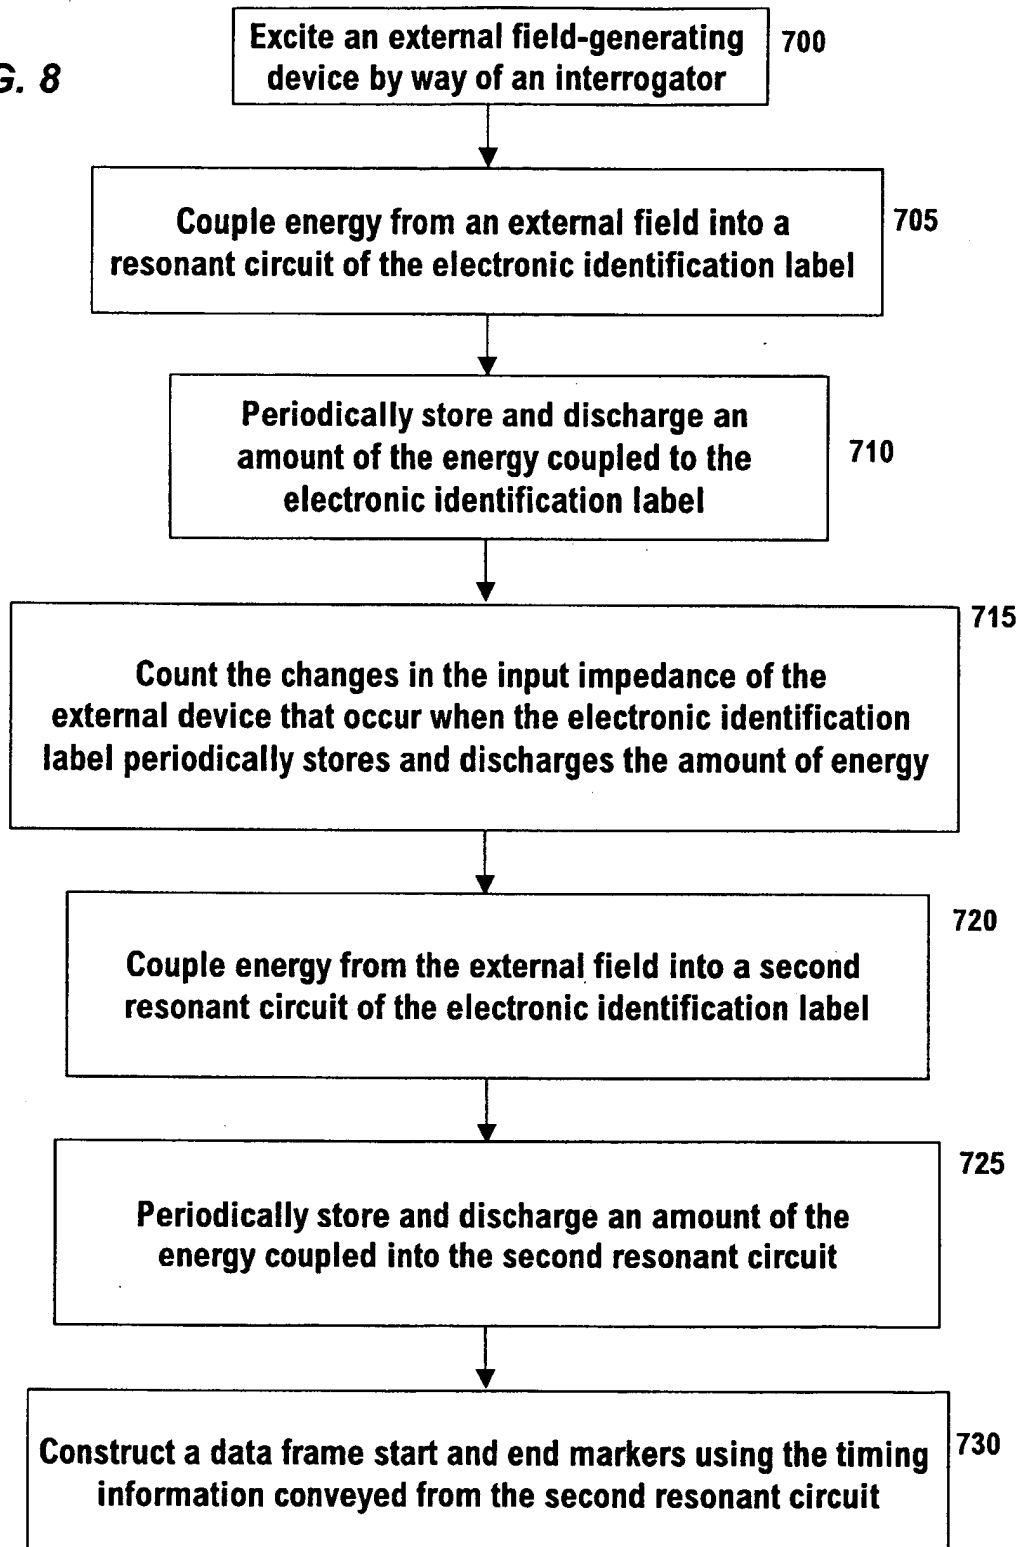 G. 8
Excite an external field-generating
device by way of an interrogator
700
Couple energy from an external field into a
resonant circuit of the electronic identification label
705
Periodically store and discharge an
amount of the energy coupled to the
electronic identification label
710
715
Count the changes in the input impedance of the
external device that occur when the electronic identification
label periodically stores and discharges the amount of energy
720
Couple energy from the external field into a second
resonant circuit of the electronic identification label
725
Periodically store and discharge an amount of the
energy coupled into the second resonant circuit
Construct a data frame start and end markers using the timing
information conveyed from the second resonant circuit
730